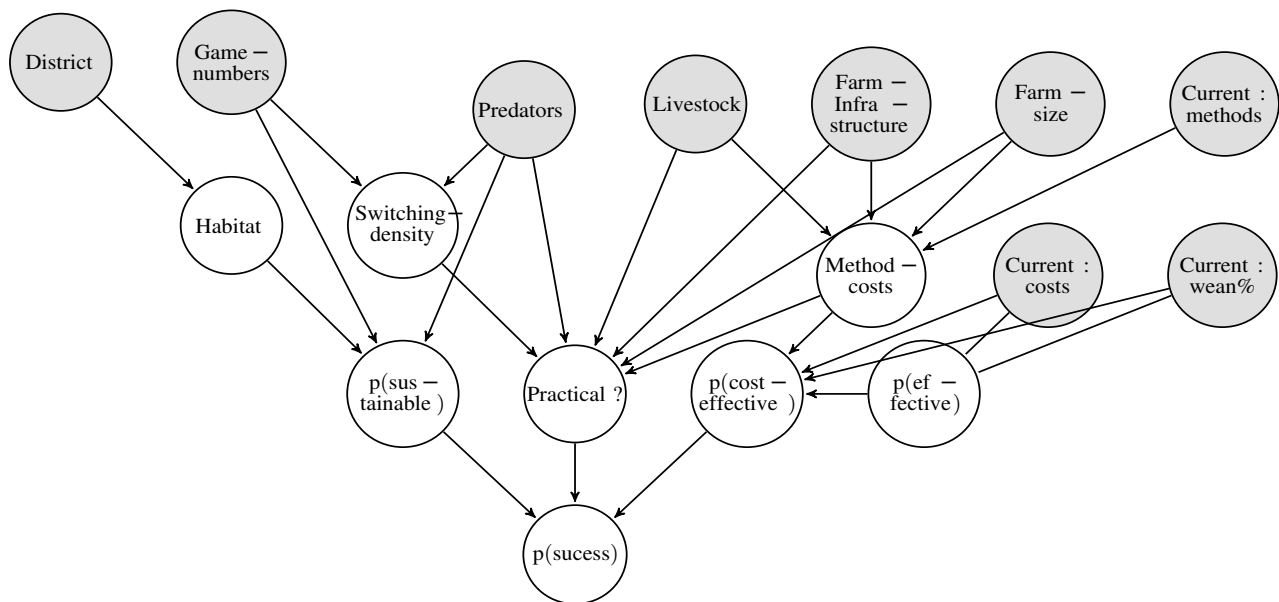 District
Game −
numbers
Predators
Livestock
Farm −
Infra −
structure
Farm −
size
Current :
methods
Habitat
Switching−
density
Method −
costs
Current :
costs
Current :
wean%
p(sus −
tainable )
Practical ?
p(cost −
effective )
p(ef −
fective)
p(sucess)